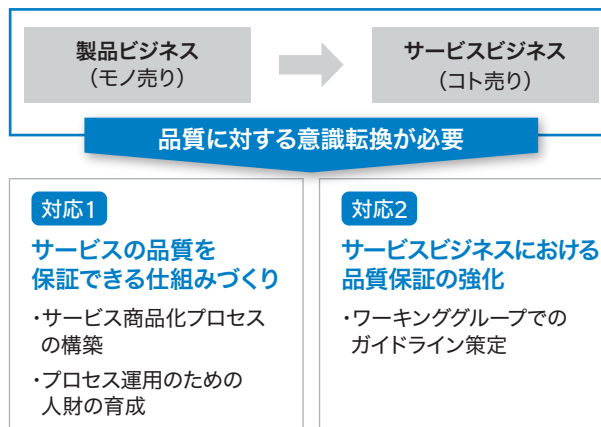 製品ビジネス
（モノ売り）
サービスビジネス
（コト売り）
品質に対する意識転換が必要
対応1
サービスの品質を
保証できる仕組みづくり
・サービス商品化プロセス
の構築
・プロセス運用のための
人財の育成
対応2
サービスビジネスにおける
品質保証の強化
・ワーキンググループでの
ガイドライン策定